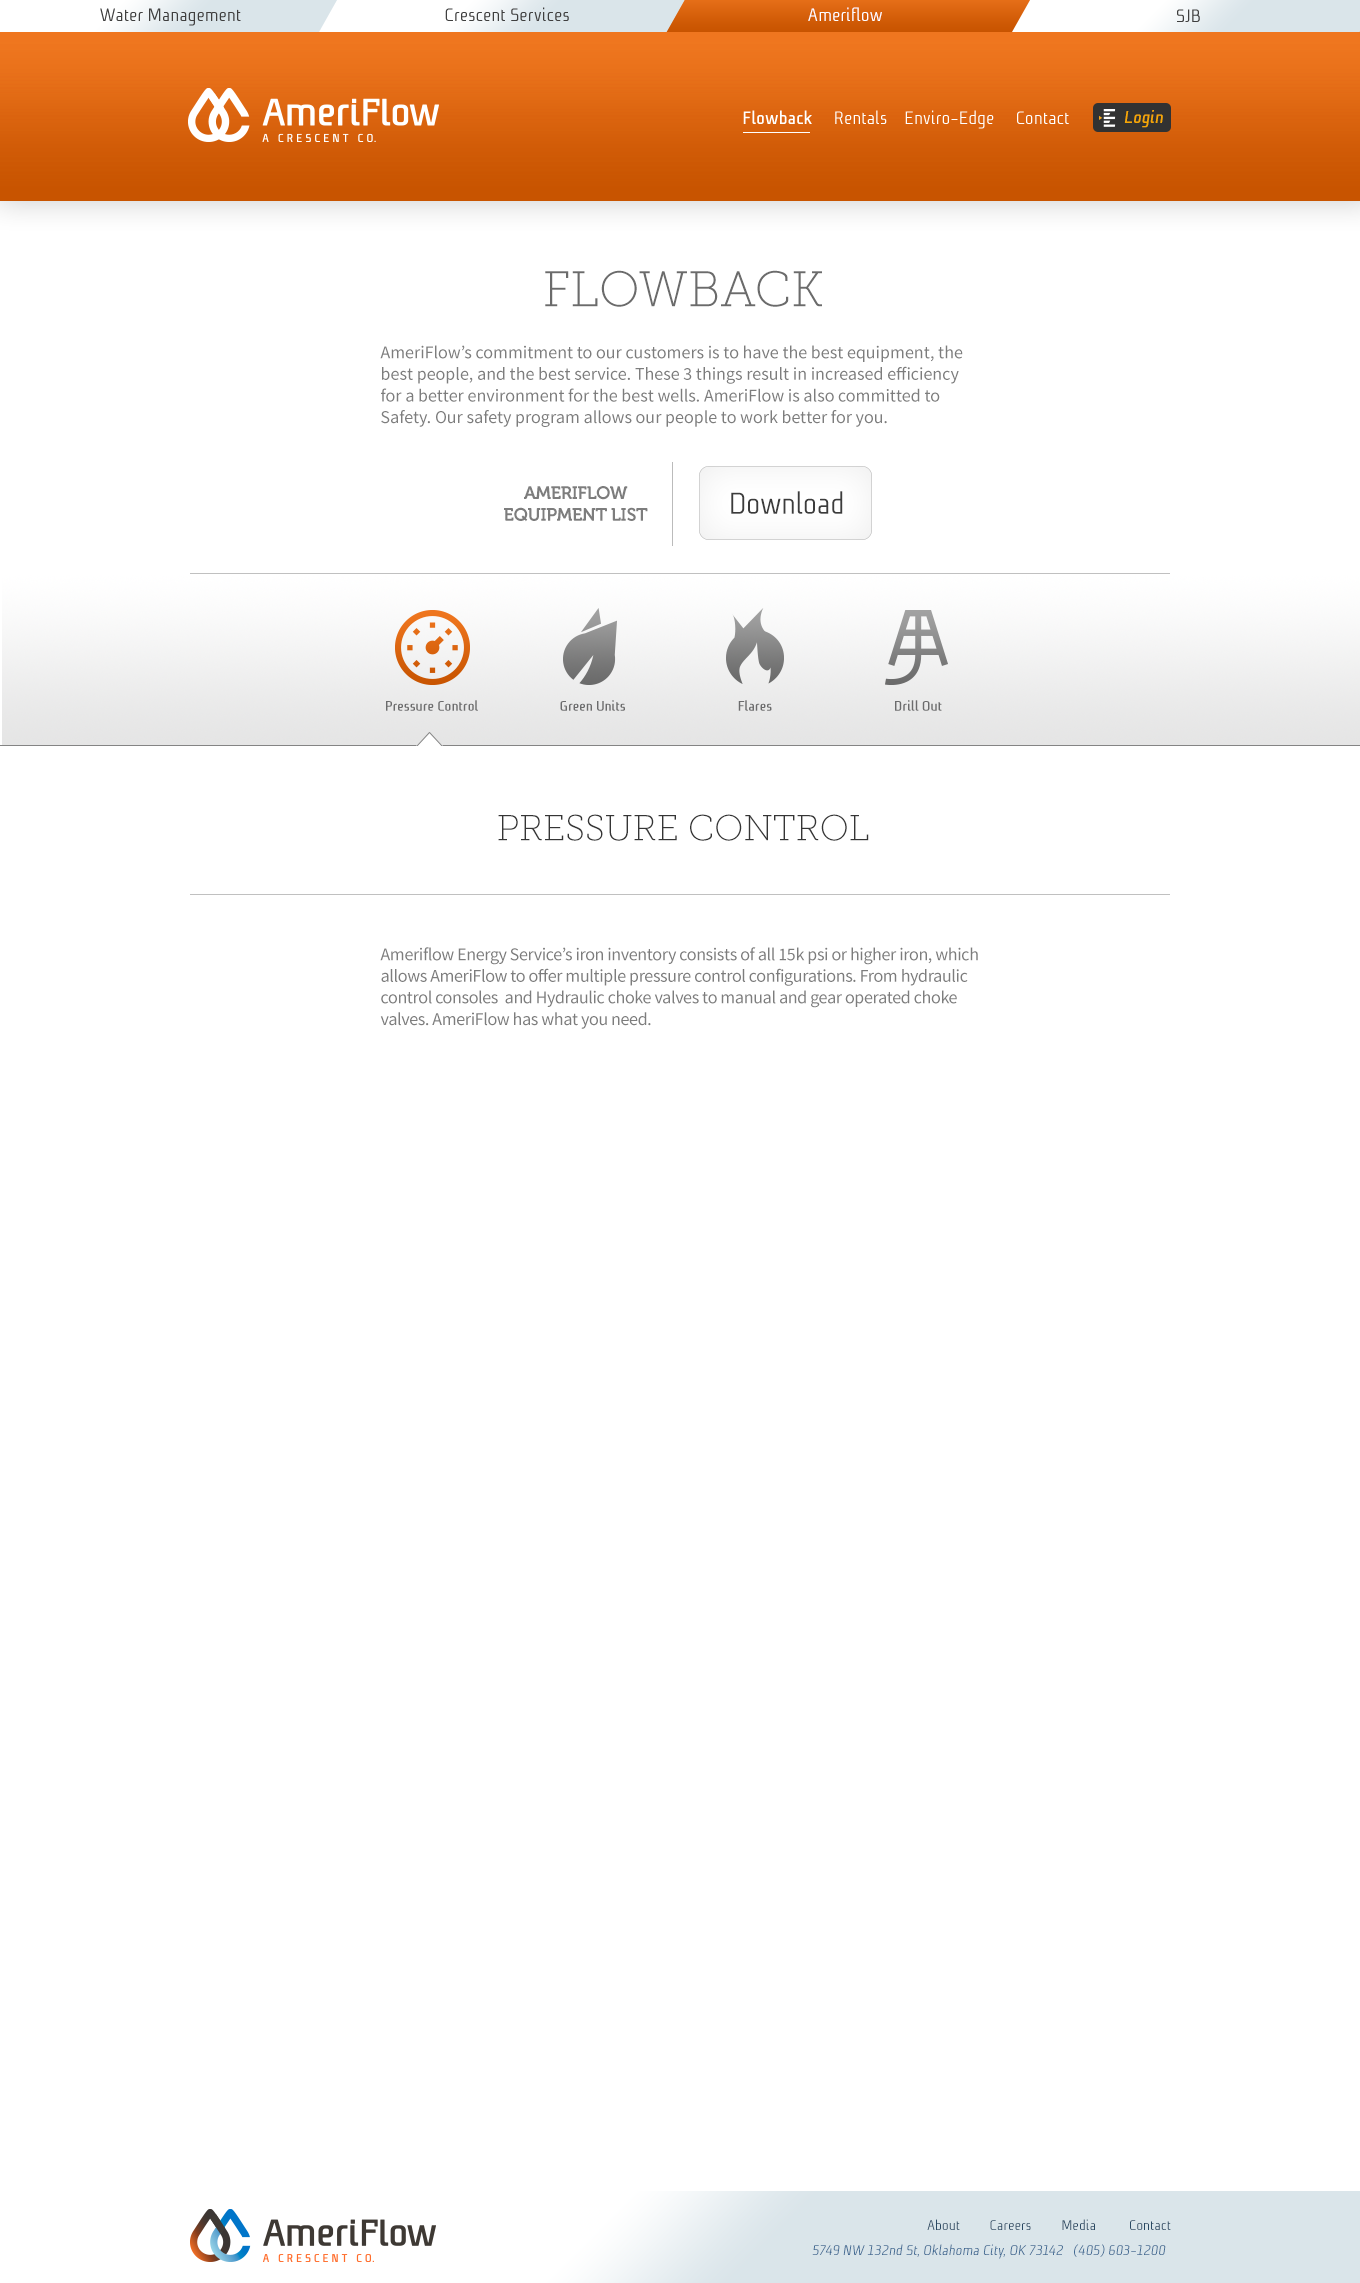 Water Management
Crescent Services
Ameriflow
SJB
AmeriFlow
A CRESCENT CO.
Flowback
Rentals
Enviro-Edge
Contact
Login
FLOWBACK
AmeriFlow’s commitment to our customers is to have the best equipment, the
best people, and the best service. These 3 things result in increased efficiency
for a better environment for the best wells. AmeriFlow is also committed to
Safety. Our safety program allows our people to work better for you.
AMERIFLOW
EQUIPMENT LIST
Download
Pressure Control
Green Units
Flares
Drill Out
PRESSURE CONTROL
Ameriflow Energy Service’s iron inventory consists of all 15k psi or higher iron, which
allows AmeriFlow to offer multiple pressure control configurations. From hydraulic
control consoles  and Hydraulic choke valves to manual and gear operated choke
valves. AmeriFlow has what you need.
AmeriFlow
A CRESCENT CO.
About
Careers
Media
Contact
5749 NW 132nd St, Oklahoma City, OK 73142   (405) 603-1200